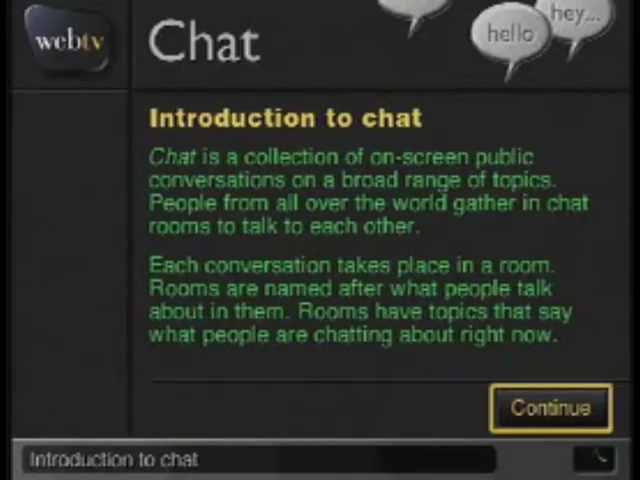 webtv
Chat
hello
hey...
Introduction to chat
Chat is a collection of on-screen public
conversations on a broad range of topics.
People from all over the world gather in chat
rooms to talk to each other.
Each conversation takes place in a room.
Rooms are named after what people talk
about in them. Rooms have topics that say
what people are chatting about right now.
Continue
Introduction to chat